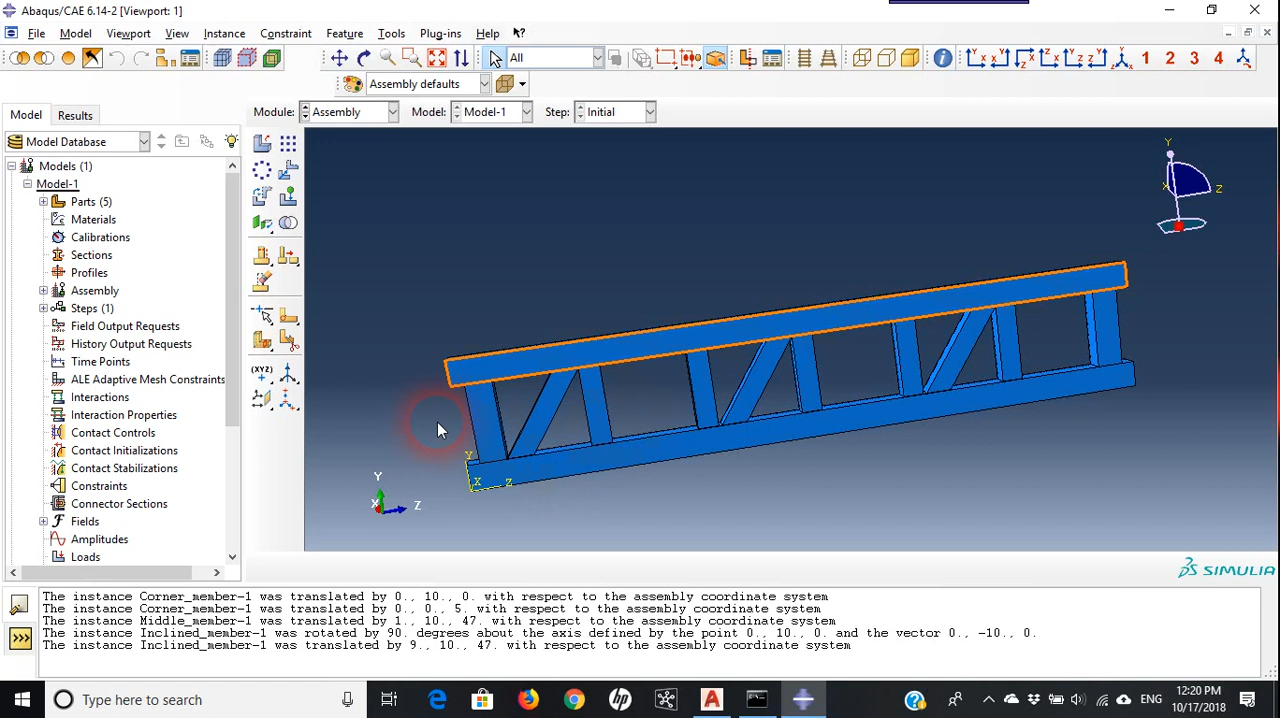 Abaqus/CAE 6.14-2 [Viewport: 1]
File Model Viewport View Instance Constraint Feature Tools Plug-ins Help
All
1 2 3 4
Assembly defaults
Model Results
Module: Assembly Model: Model-1 Step: Initial
Model Database
Models (1)
Model-1
Parts (5)
Materials
Calibrations
Sections
Profiles
Assembly
Steps (1)
Field Output Requests
History Output Requests
Time Points
ALE Adaptive Mesh Constraints
Interactions
Interaction Properties
Contact Controls
Contact Initializations
Contact Stabilizations
Constraints
Connector Sections
Fields
Amplitudes
Loads
(XYZ)
Y
X Z
Y
X Z
Y
X Z
SIMULIA
The instance Corner_member-1 was translated by 0., 10., 0. with respect to the assembly coordinate system
The instance Corner_member-1 was translated by 0., 0., 5. with respect to the assembly coordinate system
The instance Middle_member-1 was translated by 1., 10., 47. with respect to the assembly coordinate system
The instance Inclined_member-1 was rotated by 90. degrees about the axis defined by the point 0., 10., 0. and the vector 0., -10., 0.
The instance Inclined_member-1 was translated by 9., 10., 47. with respect to the assembly coordinate system
Type here to search
ENG
12:20 PM
10/17/2018